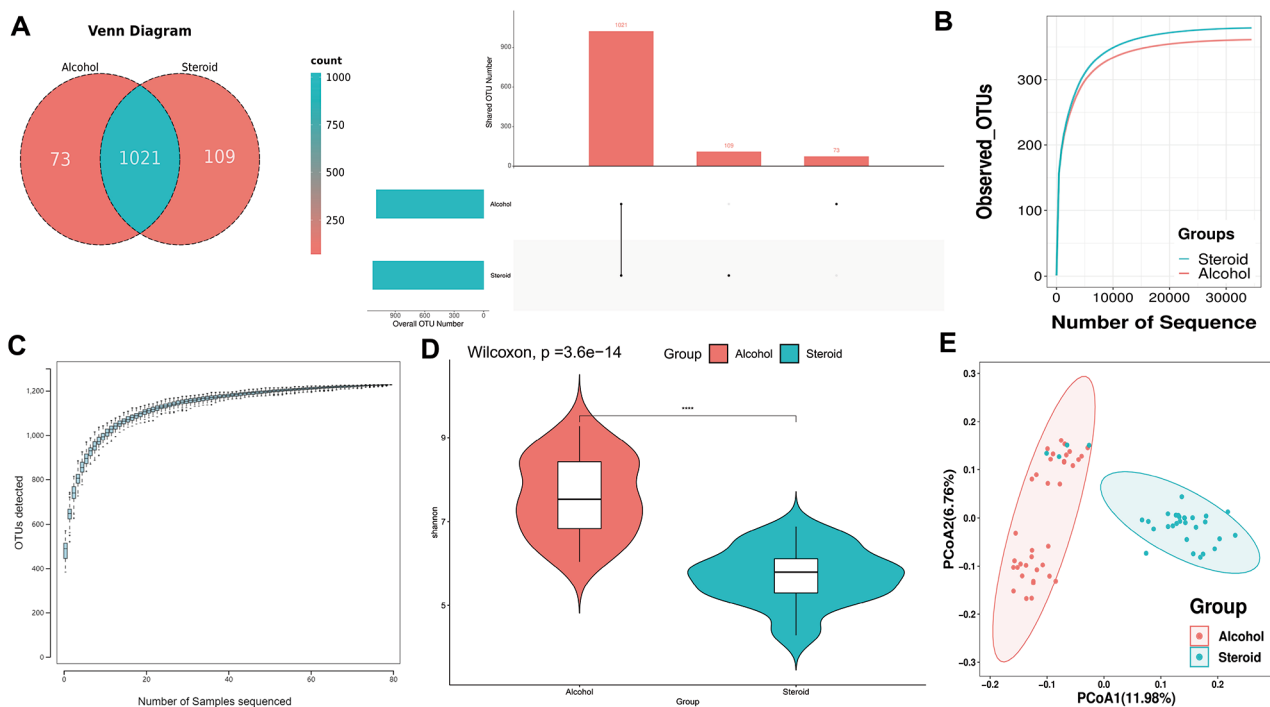 A
Venn Diagram
Alcohol
Steroid
73
1021
109
count
1000
750
500
250
1021
109
73
Shared OTU Number
900
600
300
0
Alcohol
Steroid
900
600
300
0
Overall OTU Number
B
Observed_OTUs
300
200
100
0
Groups
Steroid
Alcohol
0
10000
20000
30000
Number of Sequence
C
OTUs detected
1,200
1,000
800
600
400
200
0
0
20
40
60
80
Number of Samples sequenced
D
Wilcoxon, p =3.6e−14
Group
Alcohol
Steroid
****
shannon
9
7
5
Alcohol
Steroid
Group
E
PCoA2(6.76%)
0.3
0.2
0.1
0.0
−0.1
−0.2
−0.3
−0.2
−0.1
0.0
0.1
0.2
PCoA1(11.98%)
Group
Alcohol
Steroid